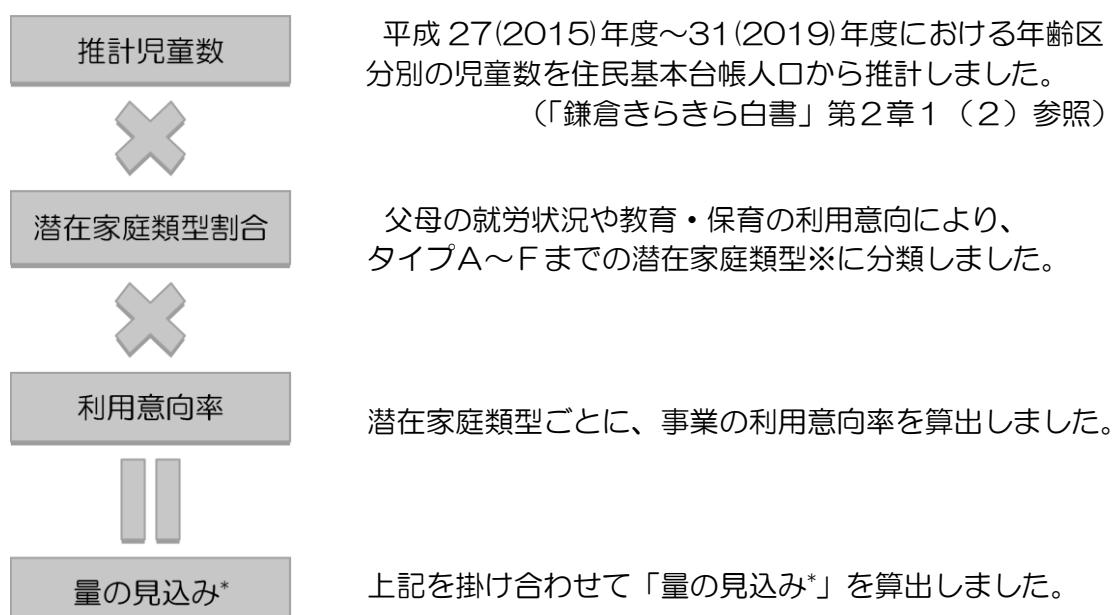 推計児童数
平成27(2015)年度～31(2019)年度における年齢区
分別の児童数を住民基本台帳人口から推計しました。
（「鎌倉きらきら白書」第２章１（２）参照）
潜在家庭類型割合
父母の就労状況や教育・保育の利用意向により、
タイプＡ～Ｆまでの潜在家庭類型※に分類しました。
利用意向率
潜在家庭類型ごとに、事業の利用意向率を算出しました。
量の見込み*
上記を掛け合わせて「量の見込み*」を算出しました。